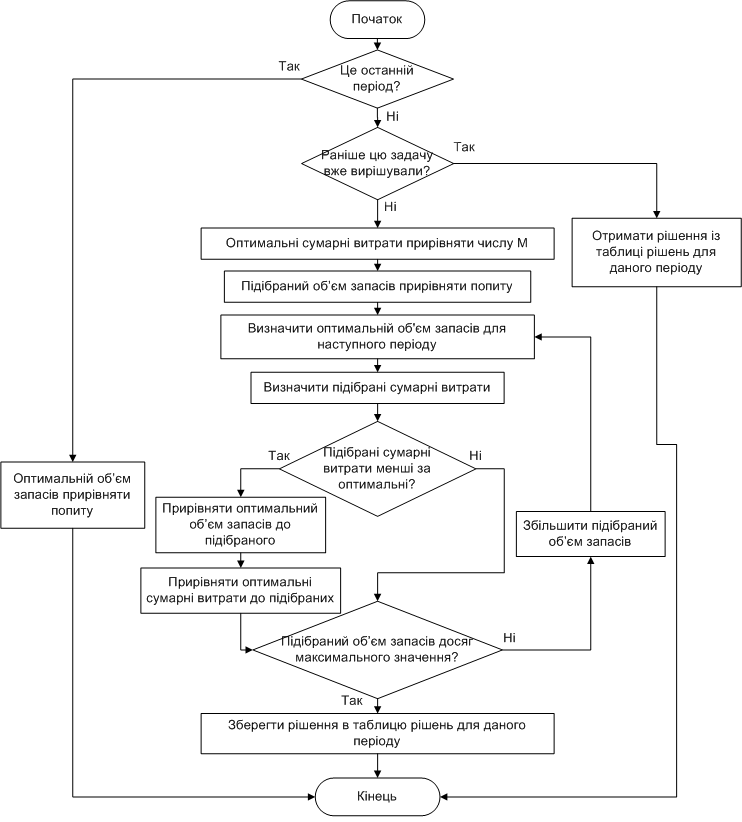 Початок
Це останній
період?
Так
Ні
Раніше цю задачу
вже вирішували?
Так
Ні
Оптимальні сумарні витрати прирівняти числу М
Отримати рішення із
таблиці рішень для
даного періоду
Підібраний об'єм запасів прирівняти попиту
Визначити оптимальній об'єм запасів для
наступного періоду
Визначити підібрані сумарні витрати
Підібрані сумарні
витрати менші за
оптимальні?
Так
Ні
Оптимальній об'єм
запасів прирівняти
попиту
Прирівняти оптимальний
об'єм запасів до
підібраного
Збільшити підібраний
об'єм запасів
Прирівняти оптимальні
сумарні витрати до підібраних
Підібраний об'єм запасів досяг
максимального значення?
Ні
Так
Зберегти рішення в таблицю рішень для даного
періоду
Кінець